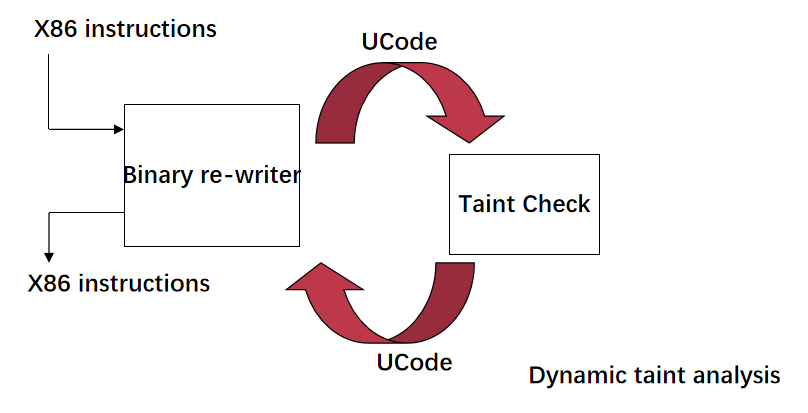 X86 instructions
UCode
Binary re-writer
Taint Check
X86 instructions
UCode
Dynamic taint analysis